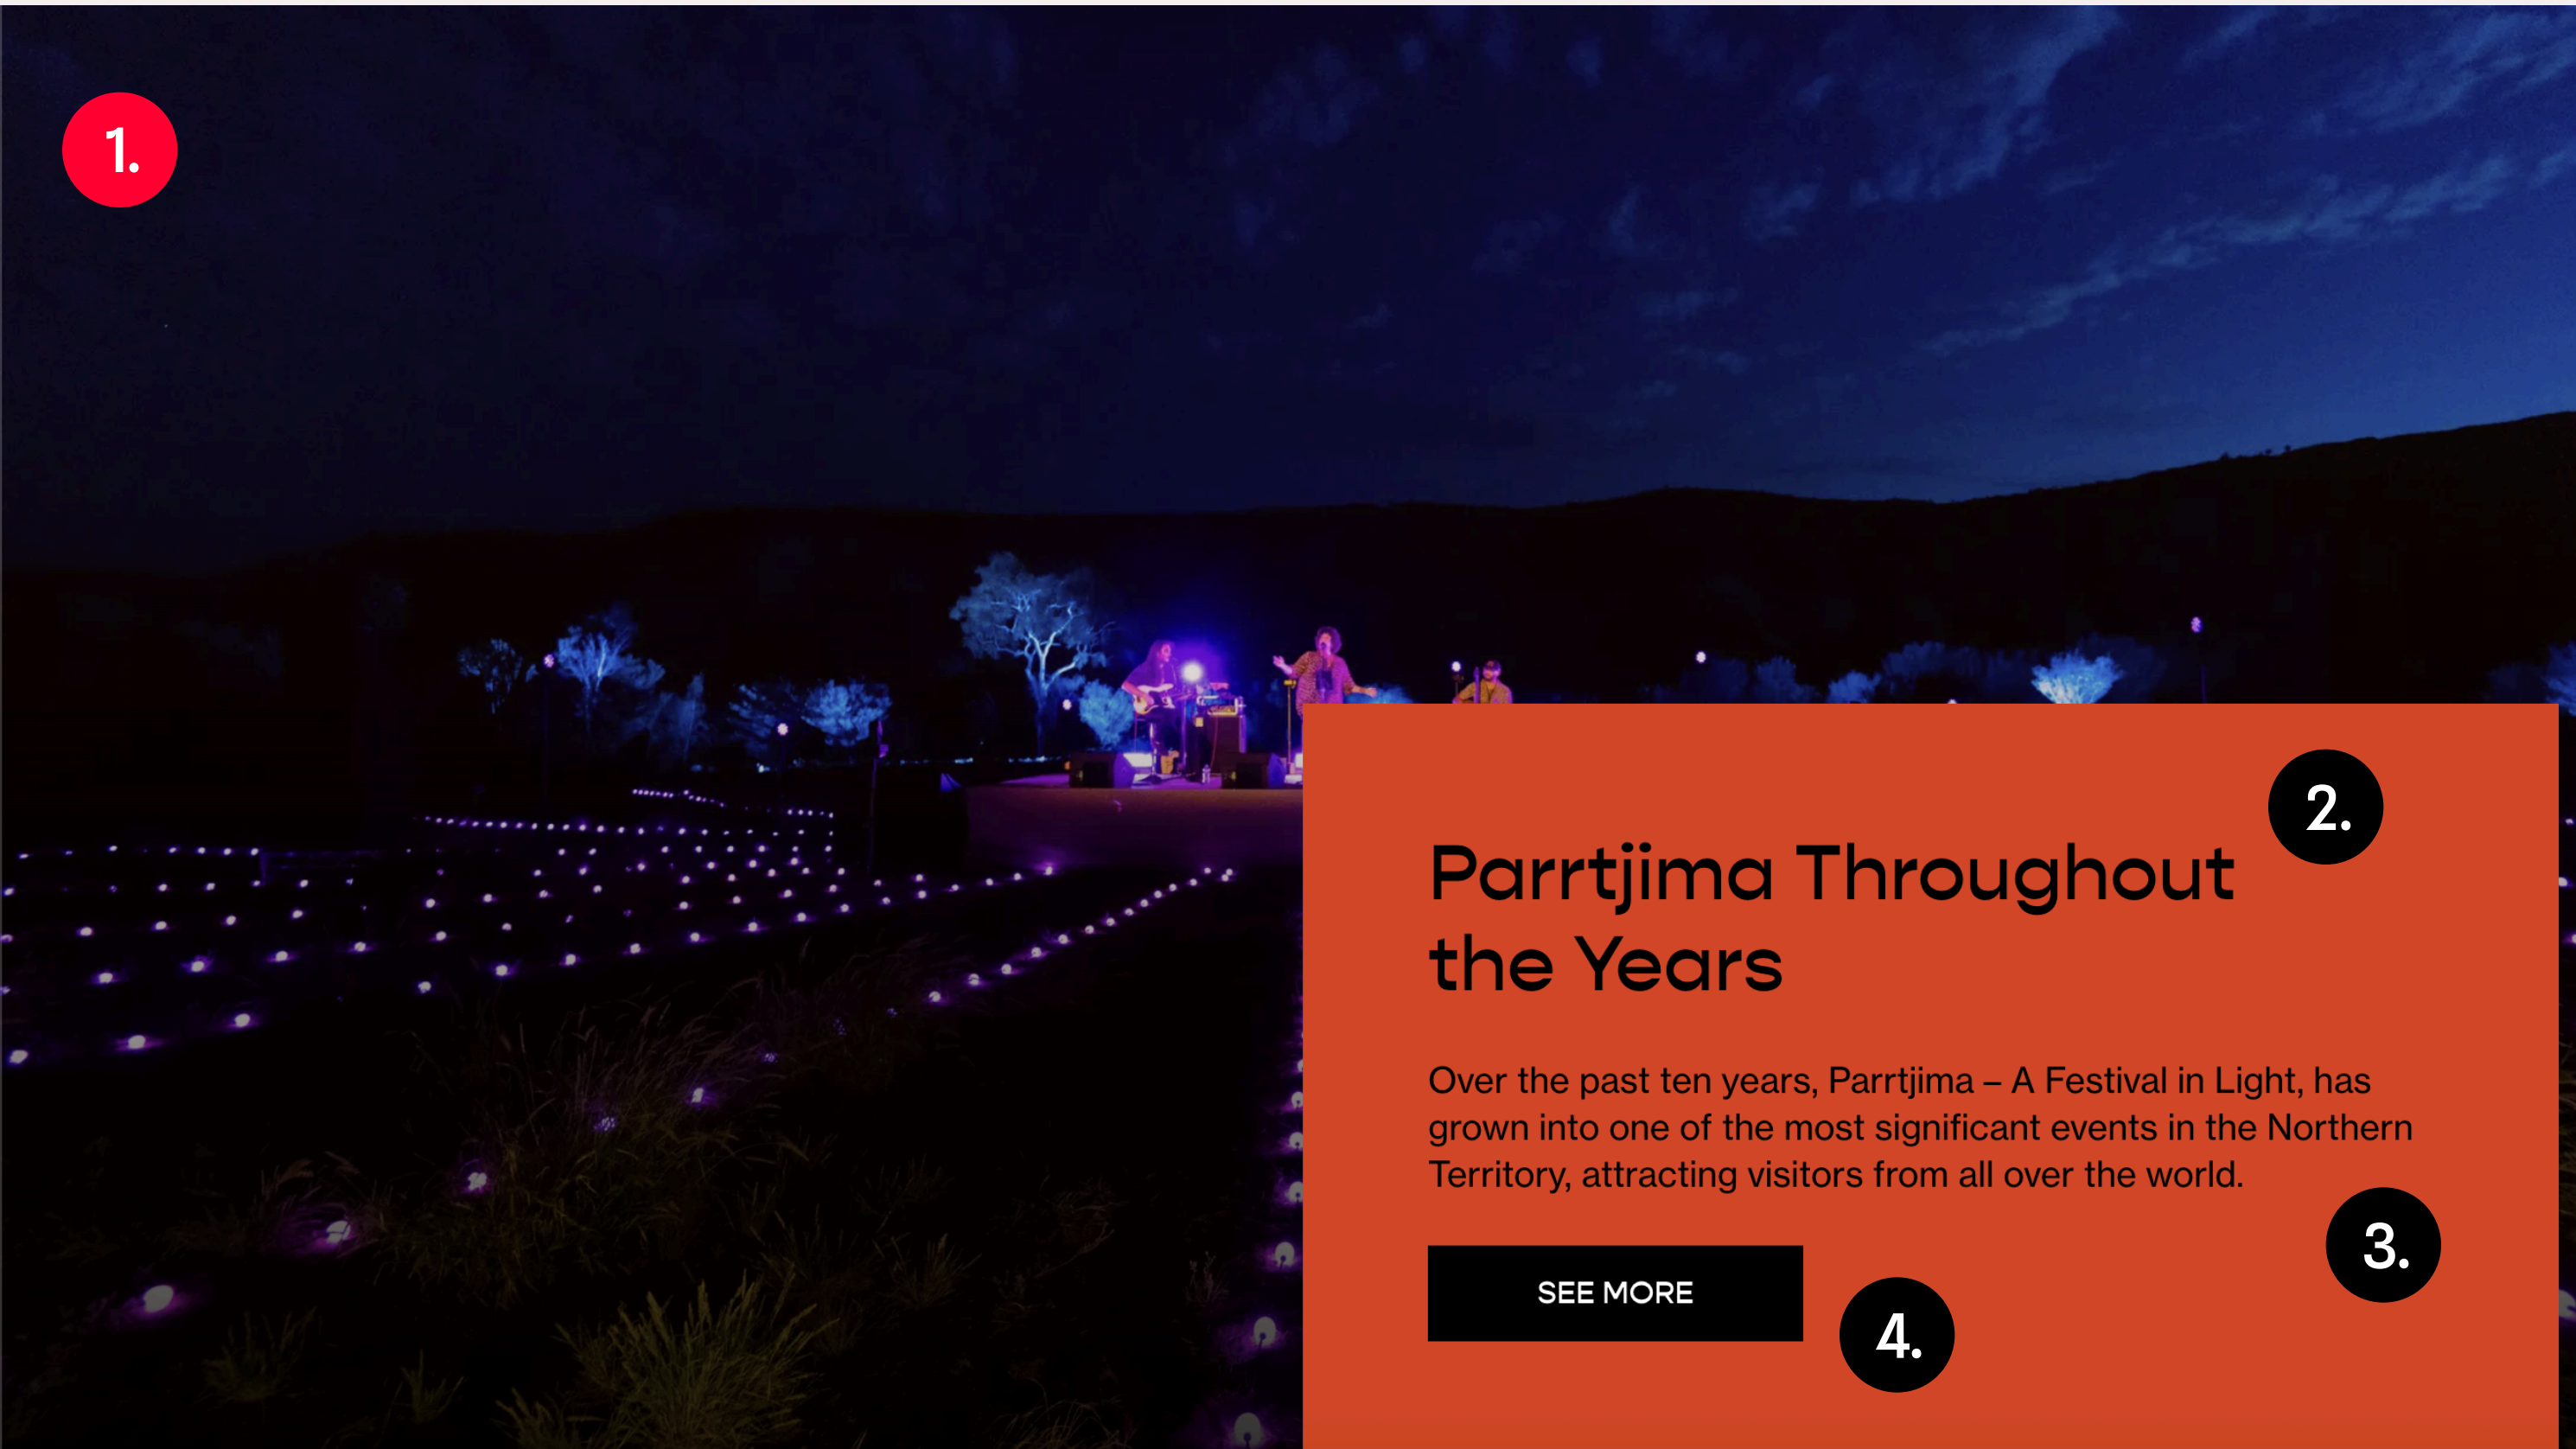 1.
2.
Parrtjima Throughout
the Years
Over the past ten years, Parrtjima – A Festival in Light, has
grown into one of the most significant events in the Northern
Territory, attracting visitors from all over the world.
3.
SEE MORE
4.